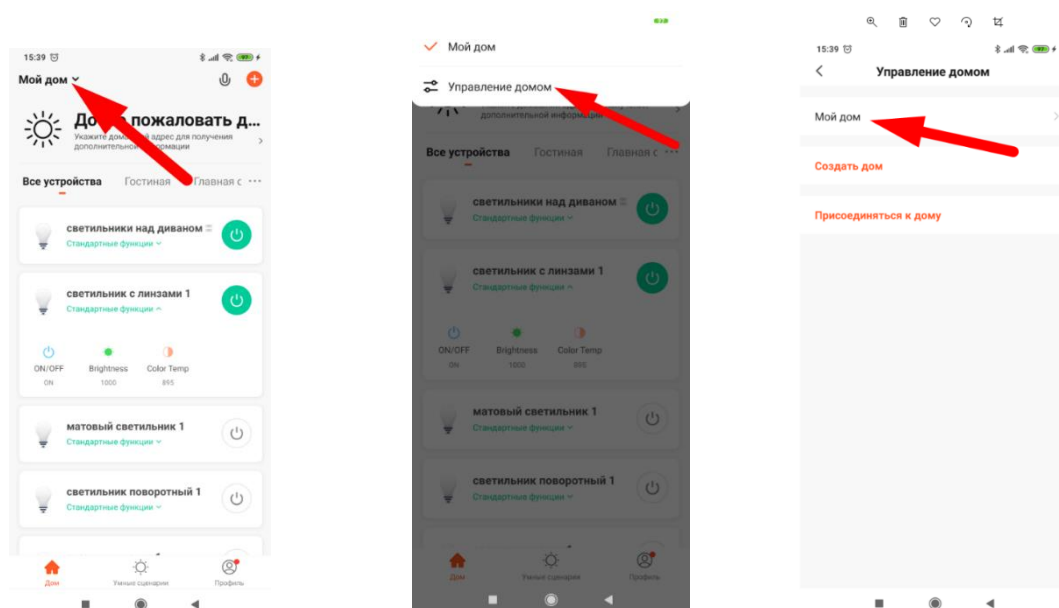 15:39
97
Мой дом
Добро пожаловать д...
Укажите домашний адрес для получения
дополнительной информации
Все устройства Гостиная Главная с ...
светильники над диваном
Стандартные функции
светильник с линзами 1
Стандартные функции
ON/OFF Brightness Color Temp
ON 1000 895
матовый светильник 1
Стандартные функции
светильник поворотный 1
Стандартные функции
Дом Умные сценарии Профиль
Мой дом
Управление домом
дополнительной информации
Все устройства Гостиная Главная с ...
светильники над диваном
Стандартные функции
светильник с линзами 1
Стандартные функции
ON/OFF Brightness Color Temp
ON 1000 895
матовый светильник 1
Стандартные функции
светильник поворотный 1
Стандартные функции
Дом Умные сценарии Профиль
15:39
97
Управление домом
Мой дом
Создать дом
Присоединяться к дому